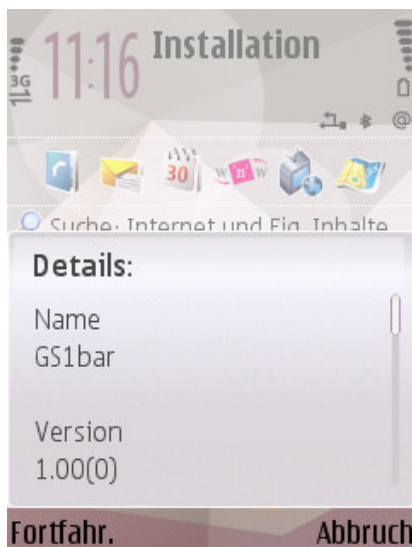 11:16 Installation
3G
@
30 w'n'w
Suche: Internet und Eig. Inhalte
Details:
Name
GS1bar
Version
1.00(0)
Fortfahr. Abbruch